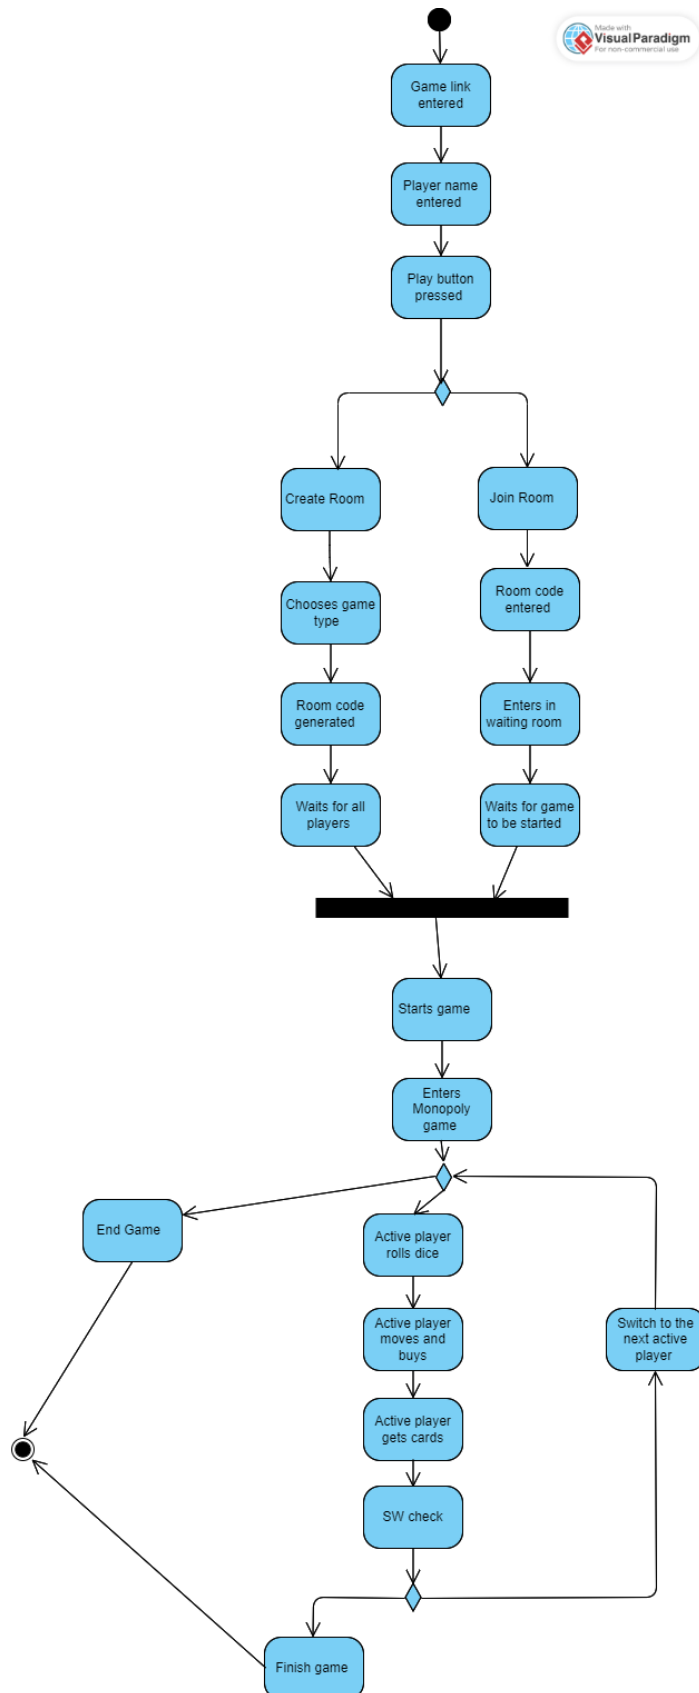 Made with
Visual Paradigm
For non-commercial use
Game link
entered
Player name
entered
Play button
pressed
Create Room
Join Room
Chooses game
type
Room code
entered
Room code
generated
Enters in
waiting room
Waits for all
players
Waits for game
to be started
Starts game
Enters
Monopoly
game
End Game
Active player
rolls dice
Active player
moves and
buys
Switch to the
next active
player
Active player
gets cards
SW check
Finish game